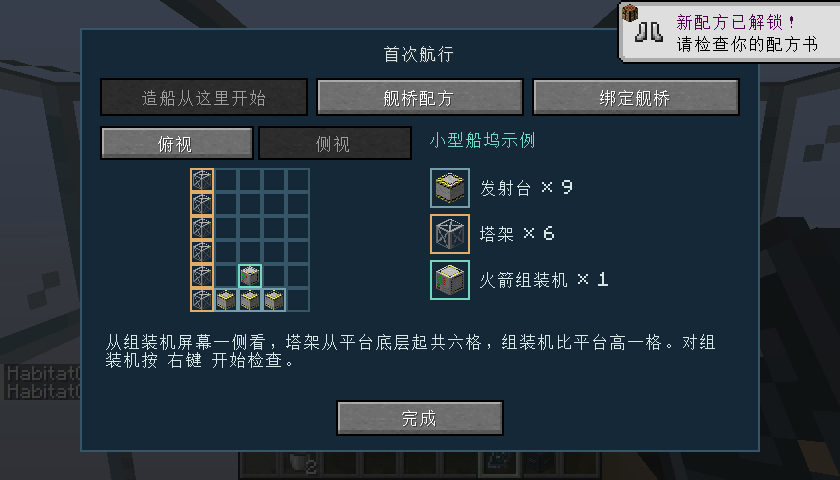 新配方已解锁！
请检查你的配方书
首次航行
造船从这里开始
舰桥配方
绑定舰桥
俯视
侧视
小型船坞示例
发射台 × 9
塔架 × 6
火箭组装机 × 1
从组装机屏幕一侧看，塔架从平台底层起共六格，组装机比平台高一格。对组
装机按 右键 开始检查。
Habitat
Habitat
完成
2